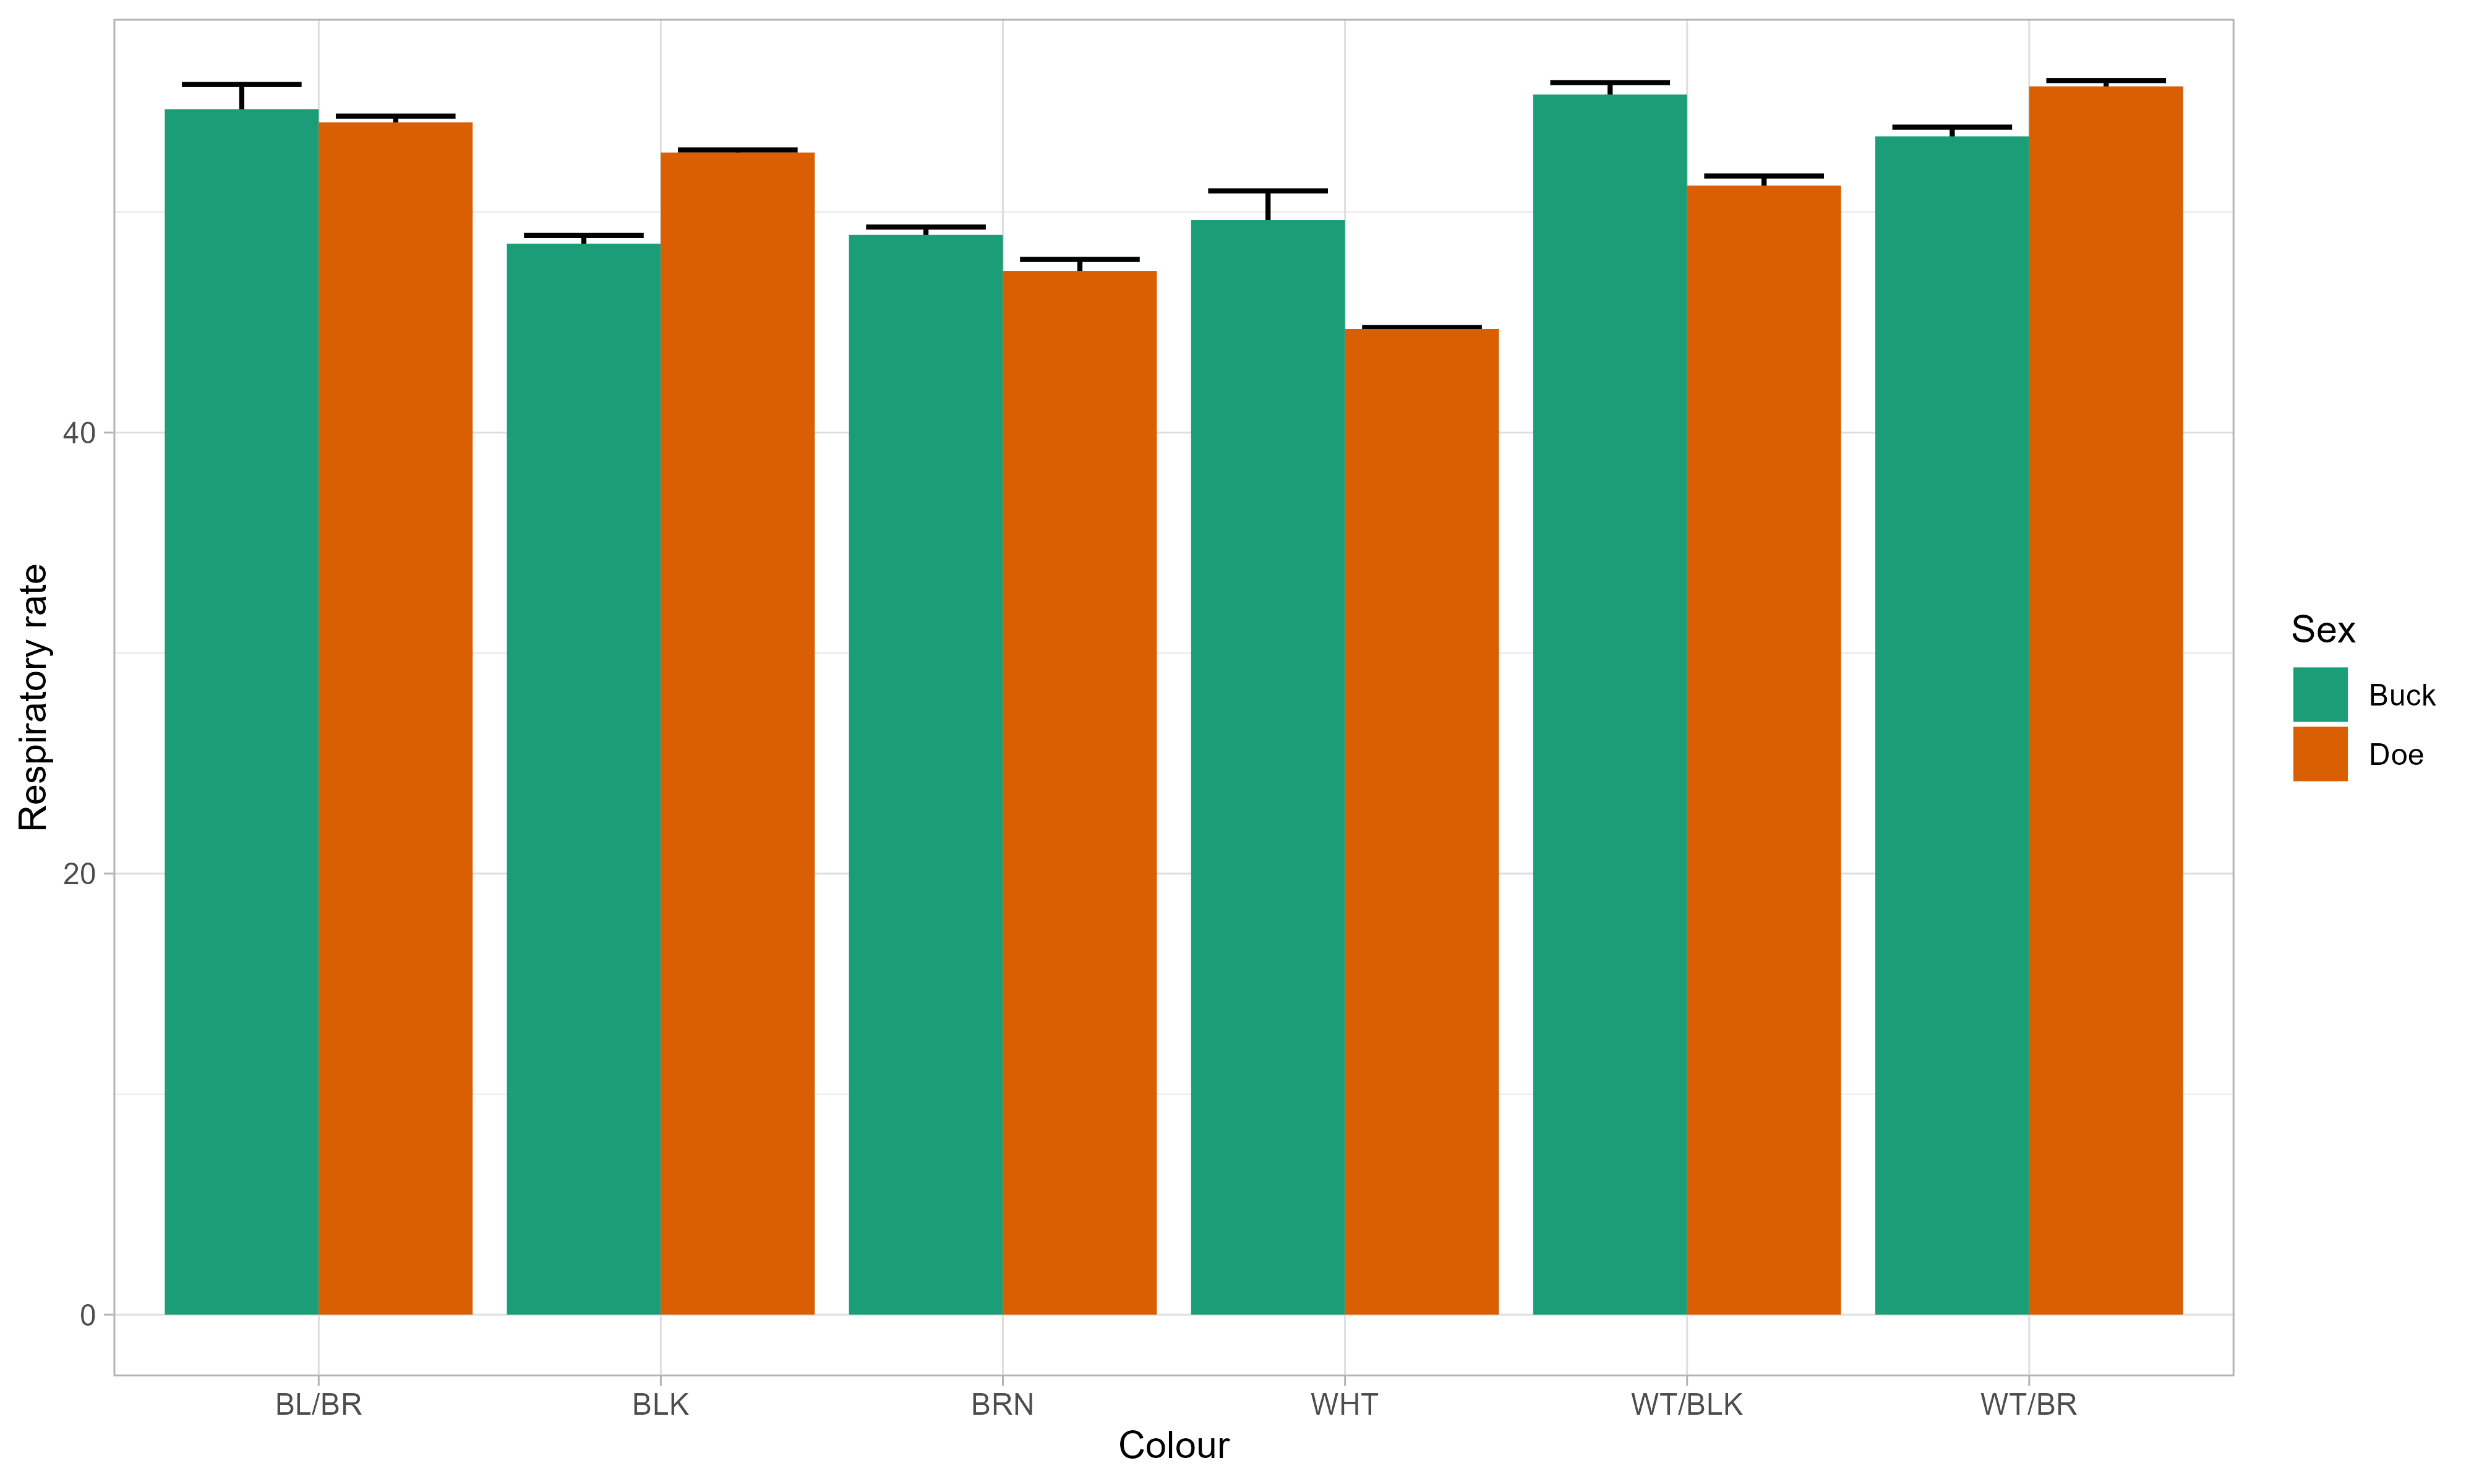 Respiratory rate
40
20
0
BL/BR BLK BRN WHT WT/BLK WT/BR
Colour
Sex
Buck
Doe